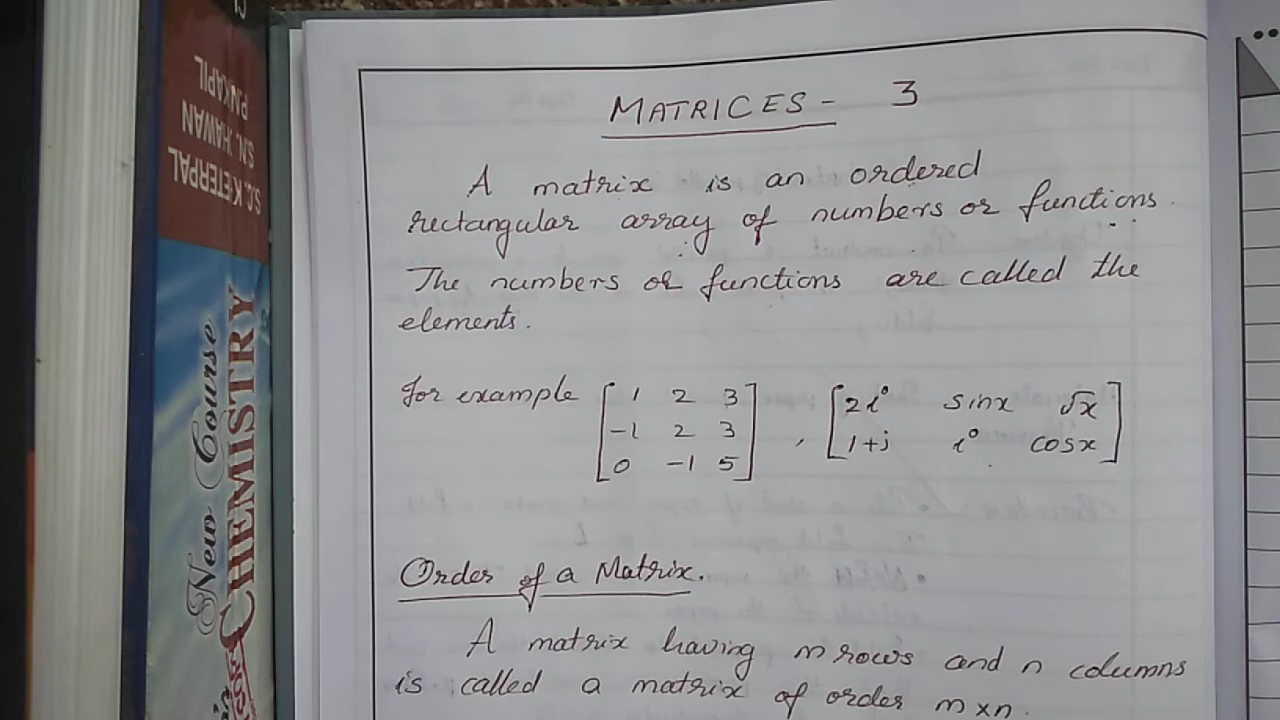 MATRICES - 3
A matrix is an ordered
rectangular array of numbers or functions.
The numbers or functions are called the
elements.
For example [1 2 3] , [2i sinx √x]
[-1 2 3] [1+i i cosx]
[0 -1 5]
Order of a Matrix.
A matrix having m rows and n columns
is called a matrix of order m×n.
S.C. KHETERPAL
S.N. JHAWAN
P.N. KAPIL
New Course
CHEMISTRY